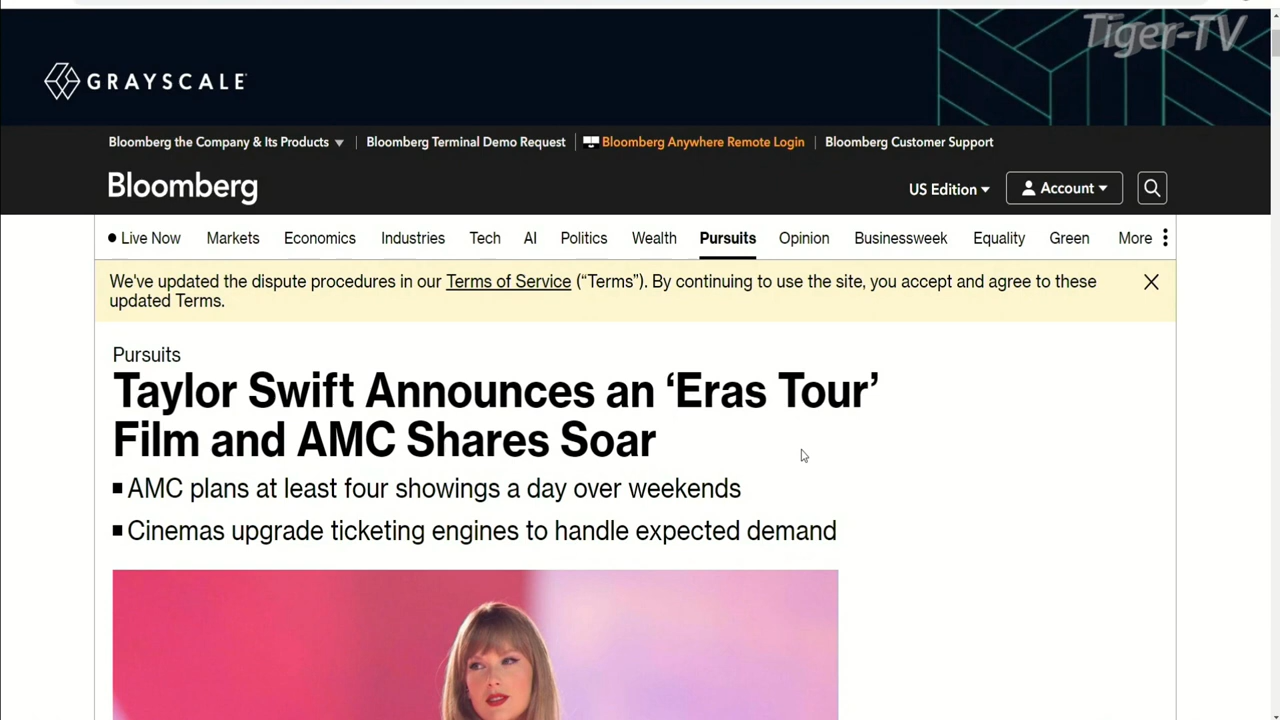 Tiger-TV
GRAYSCALE
Bloomberg the Company & Its Products Bloomberg Terminal Demo Request Bloomberg Anywhere Remote Login Bloomberg Customer Support
Bloomberg US Edition Account
Live Now Markets Economics Industries Tech AI Politics Wealth Pursuits Opinion Businessweek Equality Green More
We've updated the dispute procedures in our Terms of Service (“Terms”). By continuing to use the site, you accept and agree to these
updated Terms.
Pursuits
Taylor Swift Announces an ‘Eras Tour’
Film and AMC Shares Soar
AMC plans at least four showings a day over weekends
Cinemas upgrade ticketing engines to handle expected demand